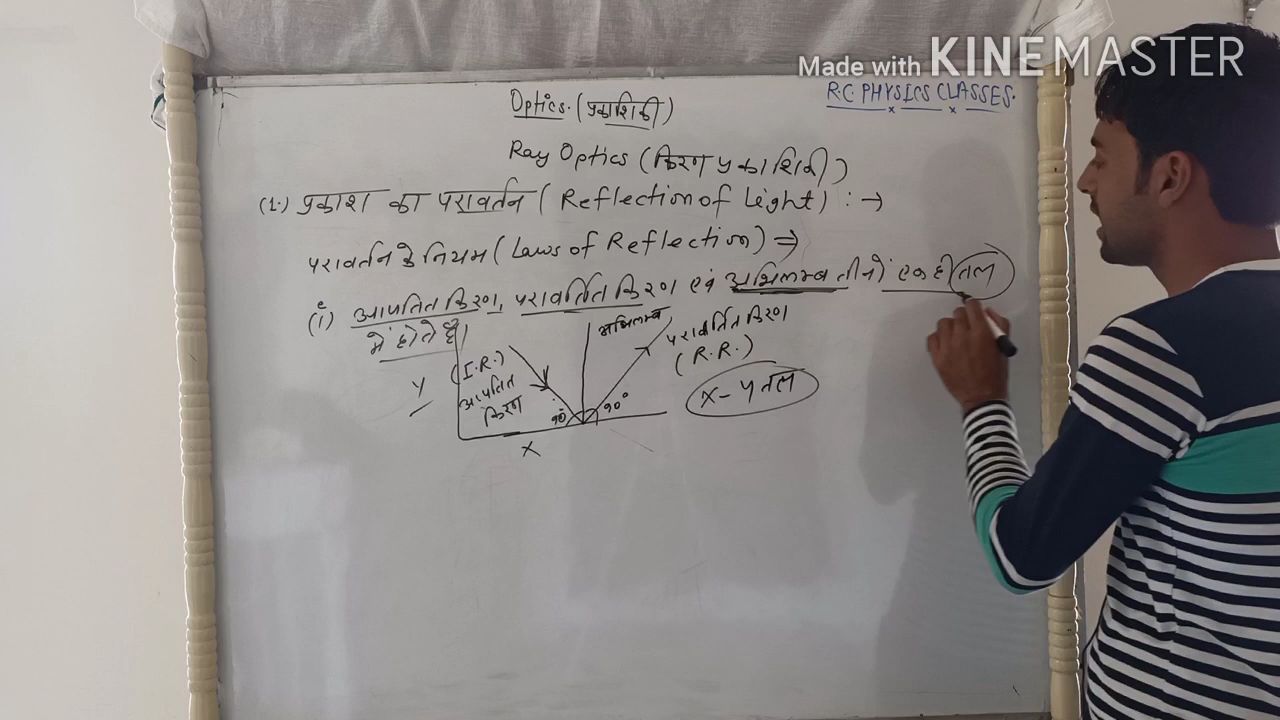 Made with KINEMASTER
R.C PHYSICS CLASSES.
Optics. (प्रकाशिकी)
Ray Optics (किरण प्रकाशिकी)
(1.) प्रकाश का परावर्तन ( Reflection of Light) : →
परावर्तन के नियम ( Laws of Reflection) ⇒
(i) आपतित किरण, परावर्तित किरण एवं अभिलम्ब तीनों एक ही तल
में होते हैं।
अभिलम्ब
परावर्तित किरण
(R.R.)
(I.R.)
आपतित
किरण
y
x-y तल
90° 90°
x